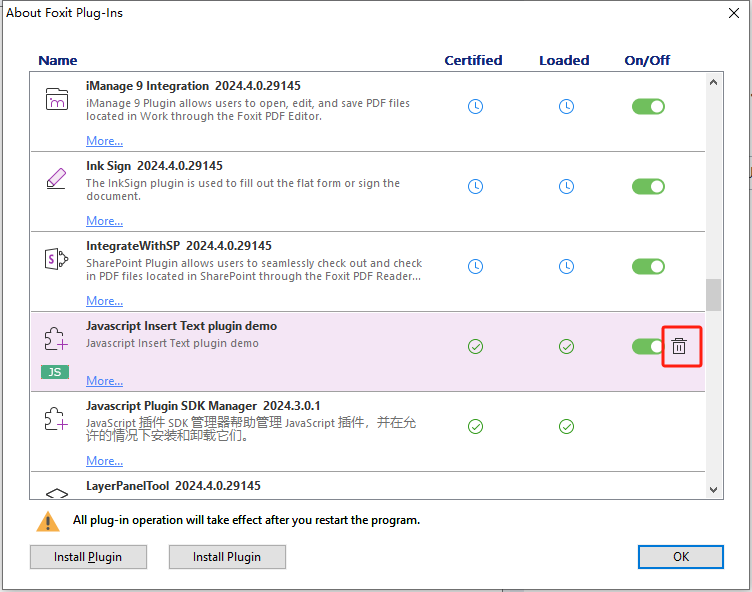 About Foxit Plug-Ins
Name Certified Loaded On/Off
iManage 9 Integration 2024.4.0.29145
iManage 9 Plugin allows users to open, edit, and save PDF files
located in Work through the Foxit PDF Editor.
More...
Ink Sign 2024.4.0.29145
The InkSign plugin is used to fill out the flat form or sign the
document.
More...
IntegrateWithSP 2024.4.0.29145
SharePoint Plugin allows users to seamlessly check out and check
in PDF files located in SharePoint through the Foxit PDF Reader...
More...
Javascript Insert Text plugin demo
Javascript Insert Text plugin demo
JS
More...
Javascript Plugin SDK Manager 2024.3.0.1
JavaScript 插件 SDK 管理器帮助管理 JavaScript 插件，并在允
许的情况下安装和卸载它们。
More...
LayerPanelTool 2024.4.0.29145
All plug-in operation will take effect after you restart the program.
Install Plugin Install Plugin OK